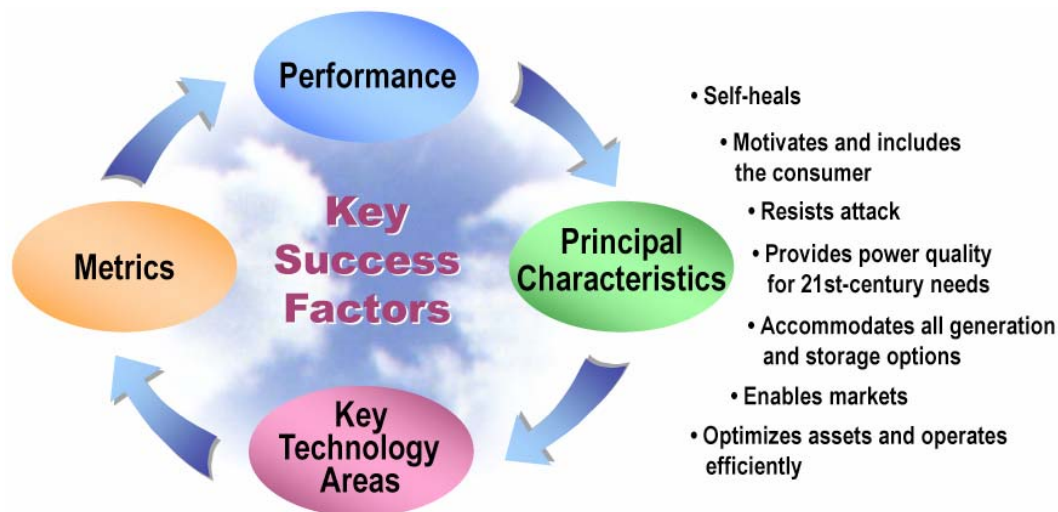 Performance
Key
Success
Factors
Metrics
Principal
Characteristics
Key
Technology
Areas
• Self-heals
• Motivates and includes
the consumer
• Resists attack
• Provides power quality
for 21st-century needs
• Accommodates all generation
and storage options
• Enables markets
• Optimizes assets and operates
efficiently